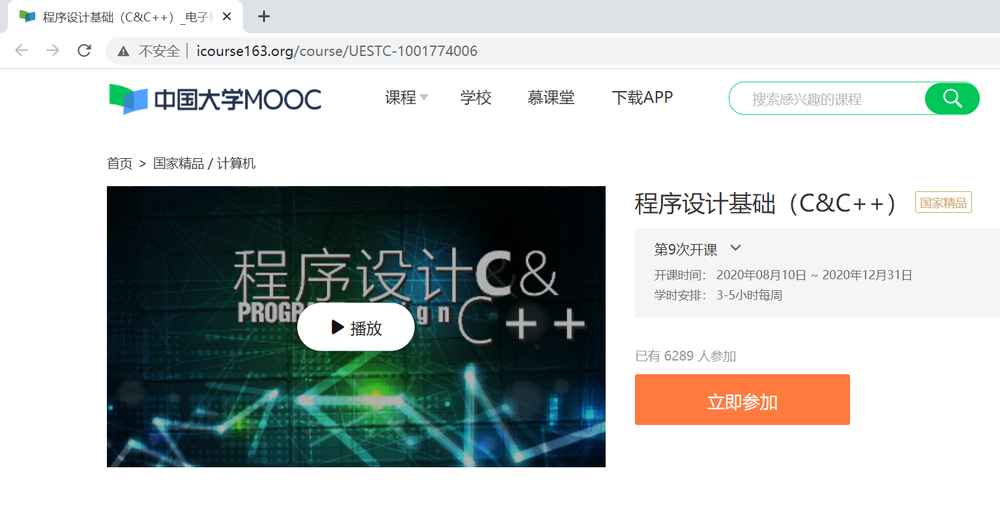 程序设计基础（C&C++）_电子科
不安全 | icourse163.org/course/UESTC-1001774006
中国大学MOOC 课程 学校 慕课堂 下载APP 搜索感兴趣的课程
首页 > 国家精品 / 计算机
程序设计C&
C++
播放
程序设计基础（C&C++） 国家精品
第9次开课
开课时间： 2020年08月10日 ~ 2020年12月31日
学时安排： 3-5小时每周
已有 6289 人参加
立即参加